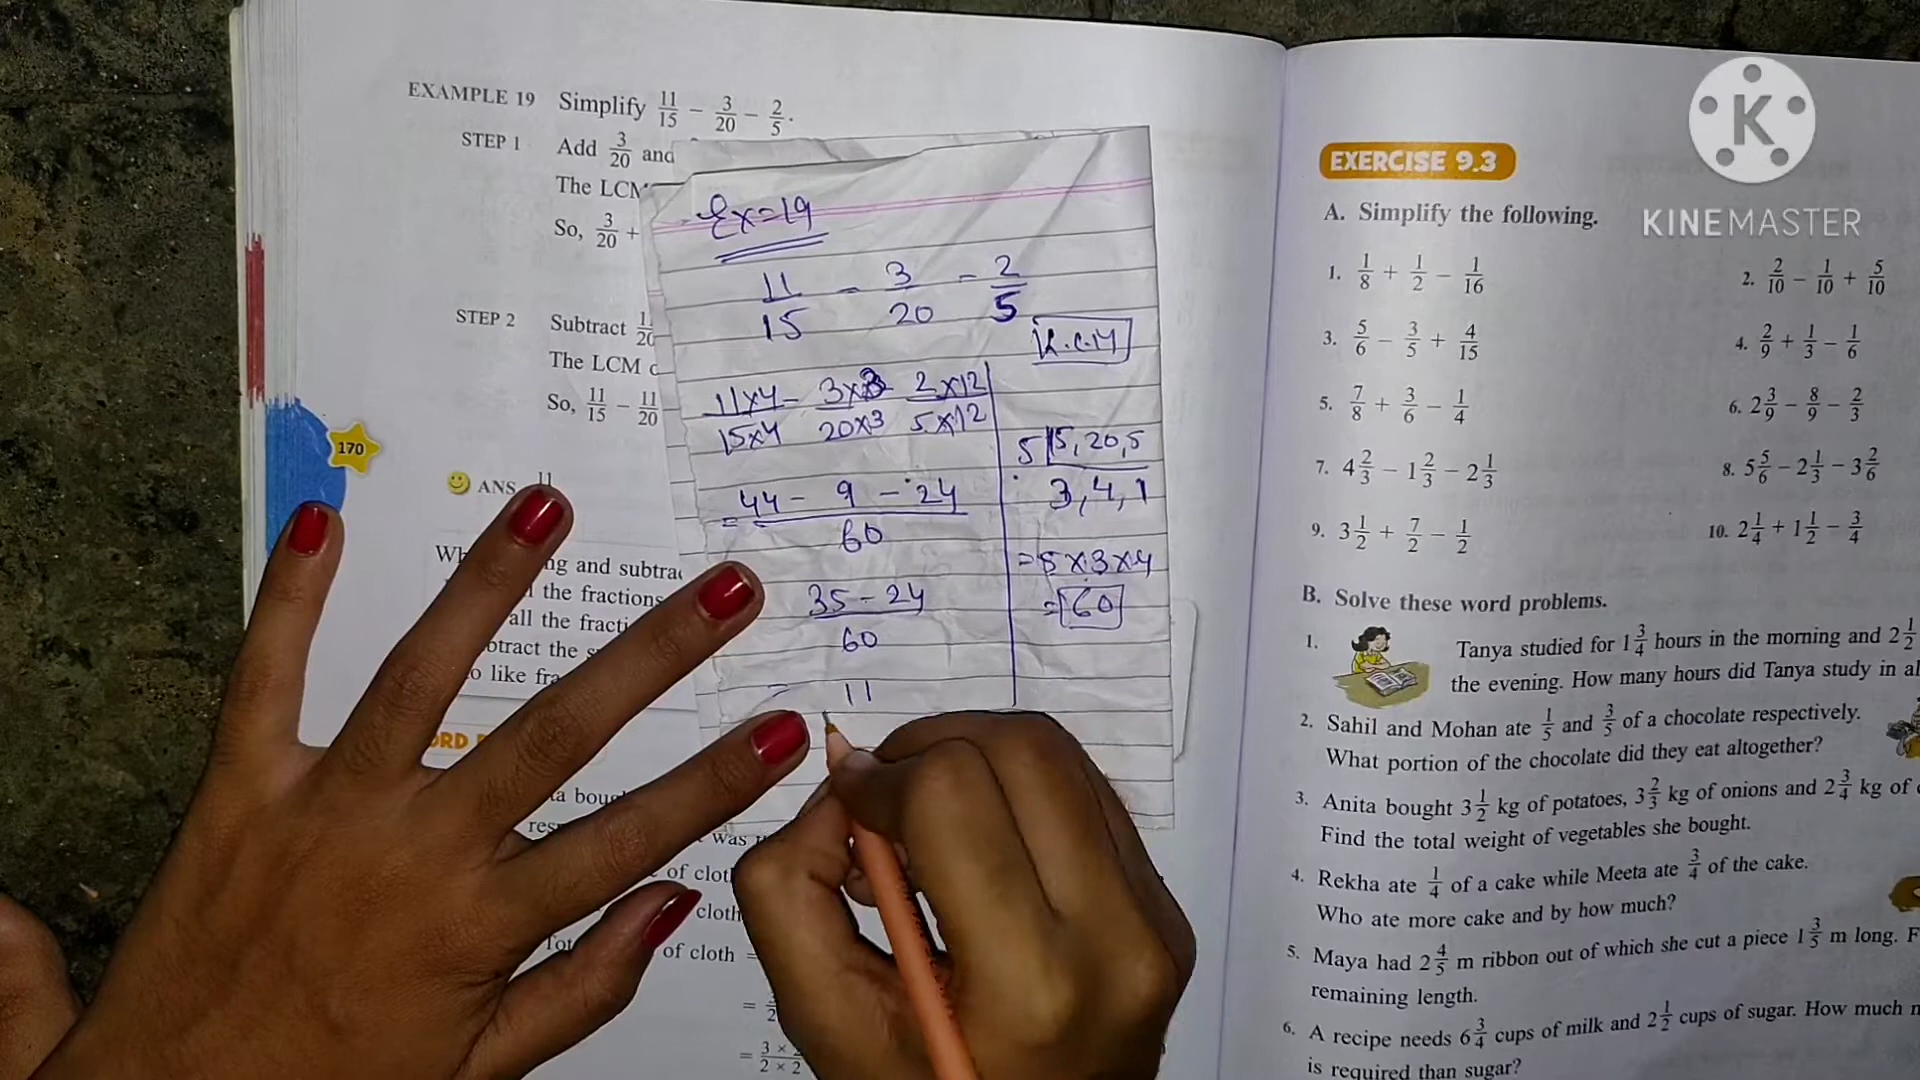 EXAMPLE 19 Simplify 11/15 - 3/20 - 2/5.
STEP 1 Add 3/20 and
The LCM
So, 3/20 +
STEP 2 Subtract
The LCM
So, 11/15 - 11/20
170
ANS
ng and subtra
the fractions
all the fracti
like fra
of cloth
cloth
of cloth =
= 3 × 2 / 2 × 2
Ex=19
11/15 - 3/20 - 2/5
L.C.M
11x4/15x4 - 3x3/20x3 2x12/5x12
5 15, 20, 5
3, 4, 1
= 44 - 9 - 24 / 60
= 5 x 3 x 4
= 60
35 - 24 / 60
= 11
K
KINEMASTER
EXERCISE 9.3
A. Simplify the following.
1. 1/8 + 1/2 - 1/16
2. 2/10 - 1/10 + 5/10
3. 5/6 - 3/5 + 4/15
4. 2/9 + 1/3 - 1/6
5. 7/8 + 3/6 - 1/4
6. 2 3/9 - 8/9 - 2/3
7. 4 2/3 - 1 2/3 - 2 1/3
8. 5 5/6 - 2 1/3 - 3 2/6
9. 3 1/2 + 7/2 - 1/2
10. 2 1/4 + 1 1/2 - 3/4
B. Solve these word problems.
1. Tanya studied for 1 3/4 hours in the morning and 2 1/2
the evening. How many hours did Tanya study in al
2. Sahil and Mohan ate 1/5 and 3/5 of a chocolate respectively.
What portion of the chocolate did they eat altogether?
3. Anita bought 3 1/2 kg of potatoes, 3 2/3 kg of onions and 2 3/4 kg of
Find the total weight of vegetables she bought.
4. Rekha ate 1/4 of a cake while Meeta ate 3/4 of the cake.
Who ate more cake and by how much?
5. Maya had 2 4/5 m ribbon out of which she cut a piece 1 3/5 m long. F
remaining length.
6. A recipe needs 6 3/4 cups of milk and 2 1/2 cups of sugar. How much
is required than sugar?